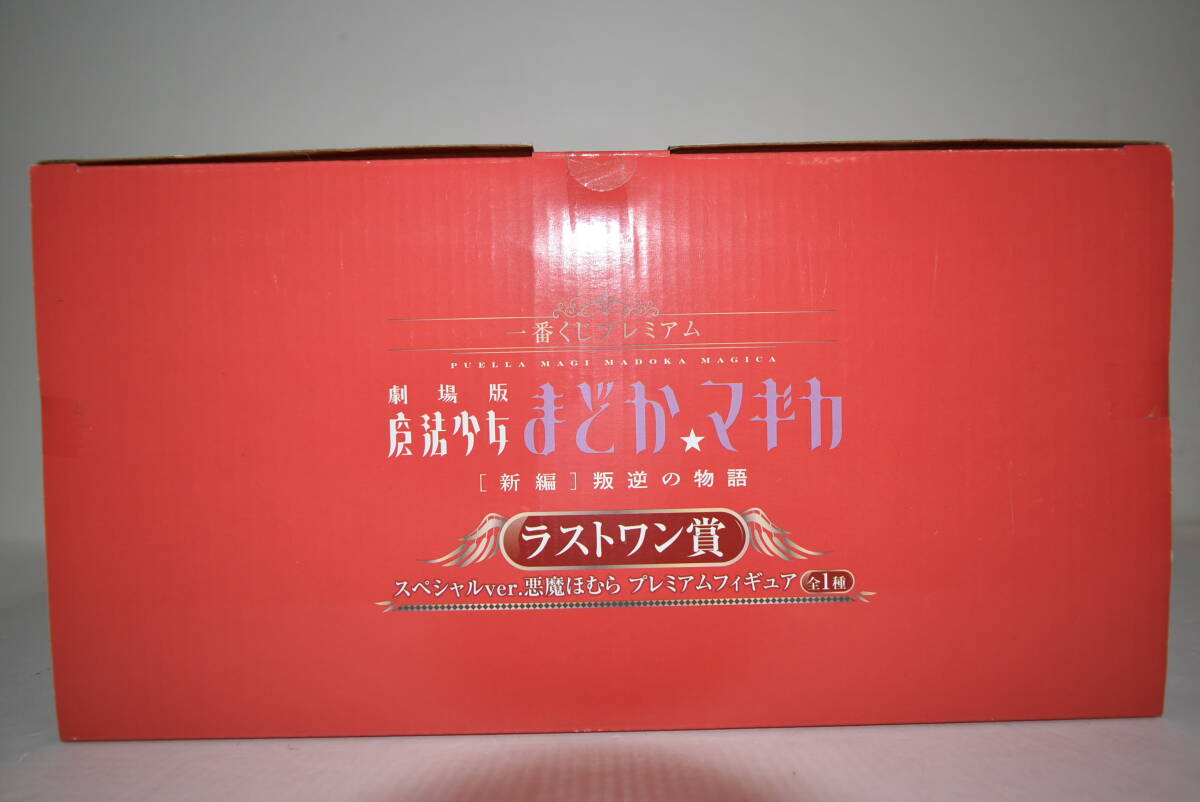 一番くじプレミアム
PUELLA MAGI MADOKA MAGICA
劇場版
魔法少女 まどか★マギカ
［新編］叛逆の物語
ラストワン賞
スペシャルver.悪魔ほむら プレミアムフィギュア 全1種